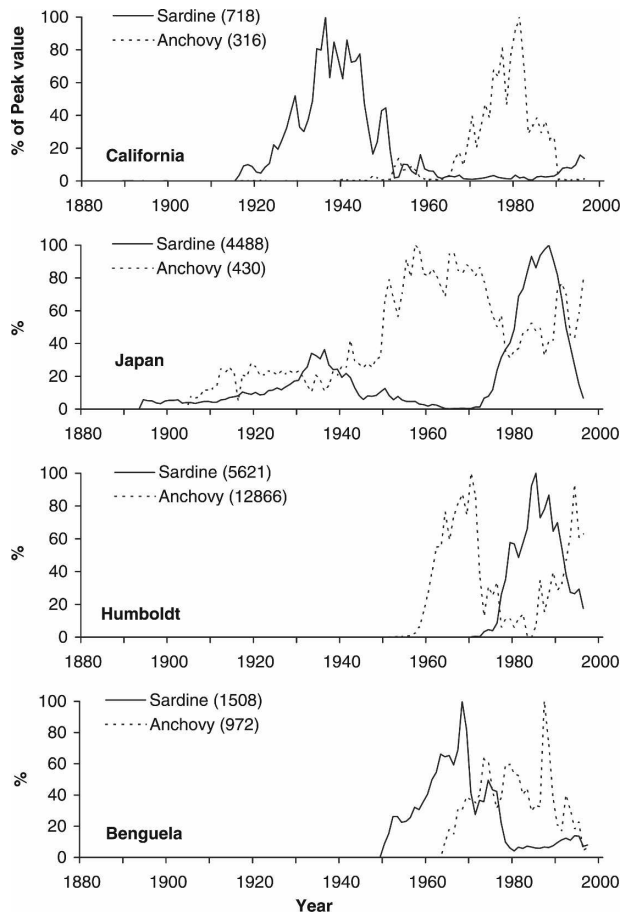 % of Peak value
100
80
60
40
20
0
Sardine (718)
Anchovy (316)
California
1880 1900 1920 1940 1960 1980 2000
%
100
80
60
40
20
0
Sardine (4488)
Anchovy (430)
Japan
1880 1900 1920 1940 1960 1980 2000
%
100
80
60
40
20
0
Sardine (5621)
Anchovy (12866)
Humboldt
1880 1900 1920 1940 1960 1980 2000
%
100
80
60
40
20
0
Sardine (1508)
Anchovy (972)
Benguela
1880 1900 1920 1940 1960 1980 2000
Year